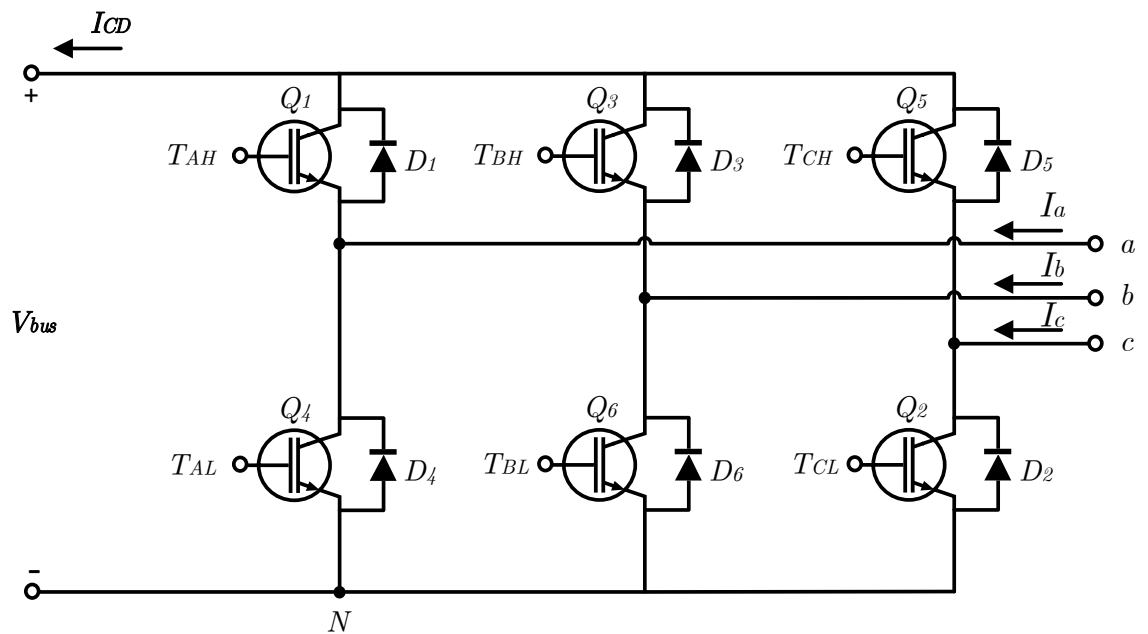 ICD
+
Q1 Q3 Q5
TAH D1 TBH D3 TCH D5
Ia
a
Ib
b
Vbus
Ic
c
Q4 Q6 Q2
TAL D4 TBL D6 TCL D2
-
N